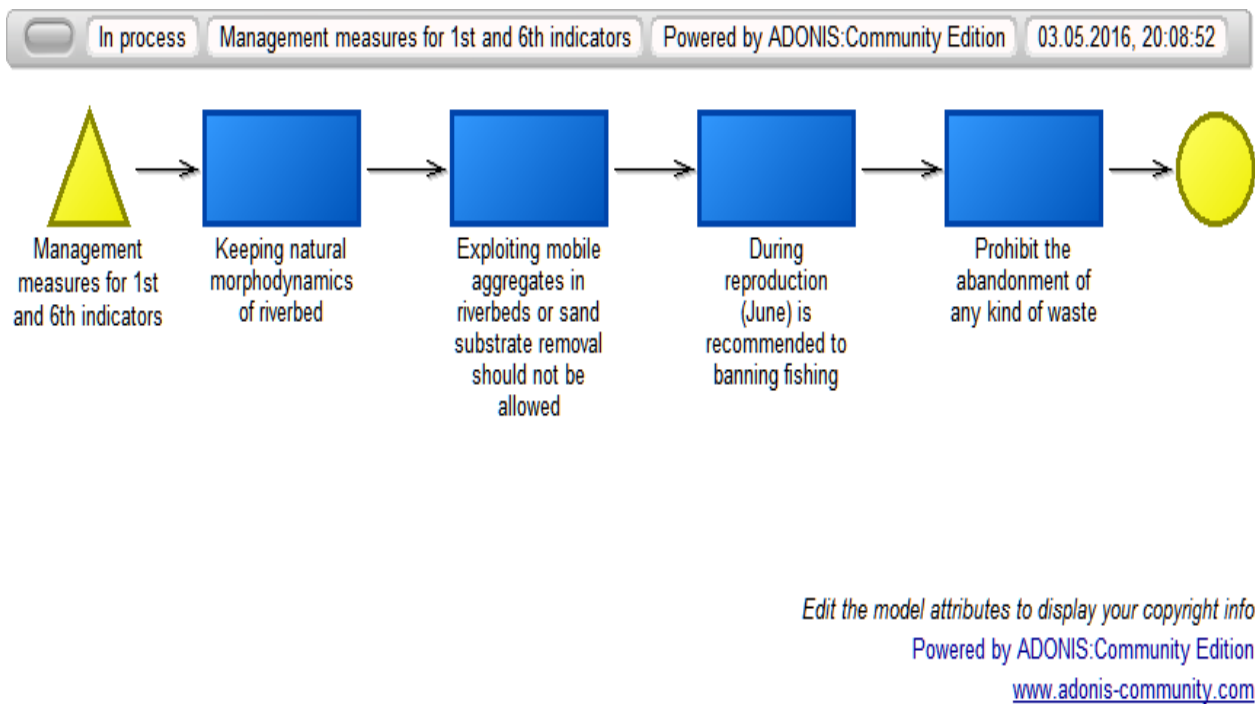 In process Management measures for 1st and 6th indicators Powered by ADONIS:Community Edition 03.05.2016, 20:08:52
Management
measures for 1st
and 6th indicators
Keeping natural
morphodynamics
of riverbed
Exploiting mobile
aggregates in
riverbeds or sand
substrate removal
should not be
allowed
During
reproduction
(June) is
recommended to
banning fishing
Prohibit the
abandonment of
any kind of waste
Edit the model attributes to display your copyright info
Powered by ADONIS:Community Edition
www.adonis-community.com